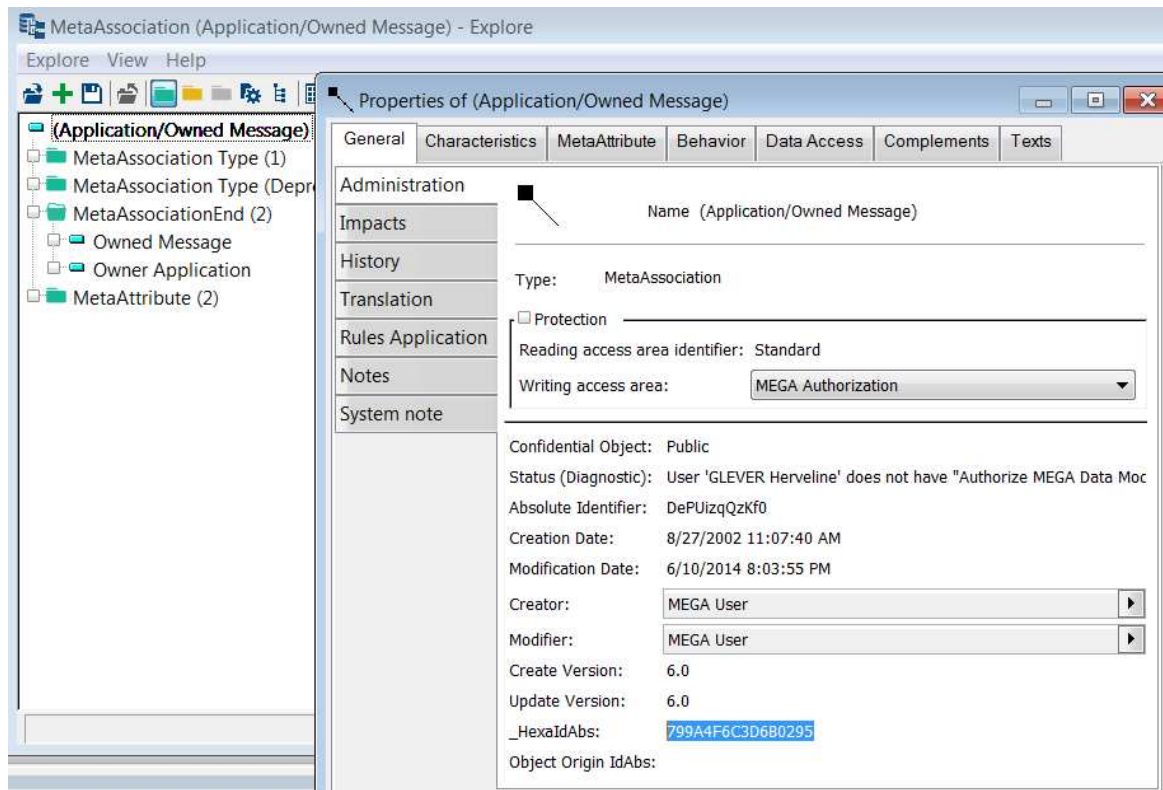 MetaAssociation (Application/Owned Message) - Explore
Explore View Help
(Application/Owned Message)
MetaAssociation Type (1)
MetaAssociation Type (Depr
MetaAssociationEnd (2)
Owned Message
Owner Application
MetaAttribute (2)
Properties of (Application/Owned Message)
General Characteristics MetaAttribute Behavior Data Access Complements Texts
Administration
Impacts
History
Translation
Rules Application
Notes
System note
Name (Application/Owned Message)
Type: MetaAssociation
Protection
Reading access area identifier: Standard
Writing access area: MEGA Authorization
Confidential Object: Public
Status (Diagnostic): User 'GLEVER Herveline' does not have "Authorize MEGA Data Moc
Absolute Identifier: DePUizqQzKf0
Creation Date: 8/27/2002 11:07:40 AM
Modification Date: 6/10/2014 8:03:55 PM
Creator: MEGA User
Modifier: MEGA User
Create Version: 6.0
Update Version: 6.0
_HexaIdAbs: 799A4F6C3D6B0295
Object Origin IdAbs: